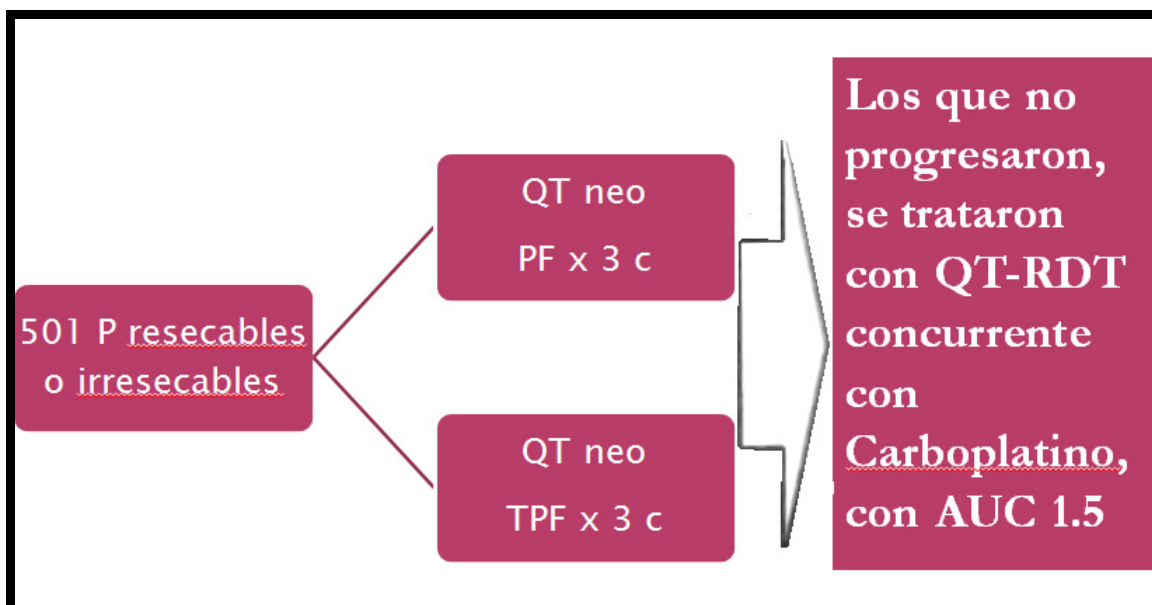 501 P resecables
o irresecables
QT neo
PF x 3 c
QT neo
TPF x 3 c
Los que no
progresaron,
se trataron
con QT-RDT
concurrente
con
Carboplatino,
con AUC 1.5